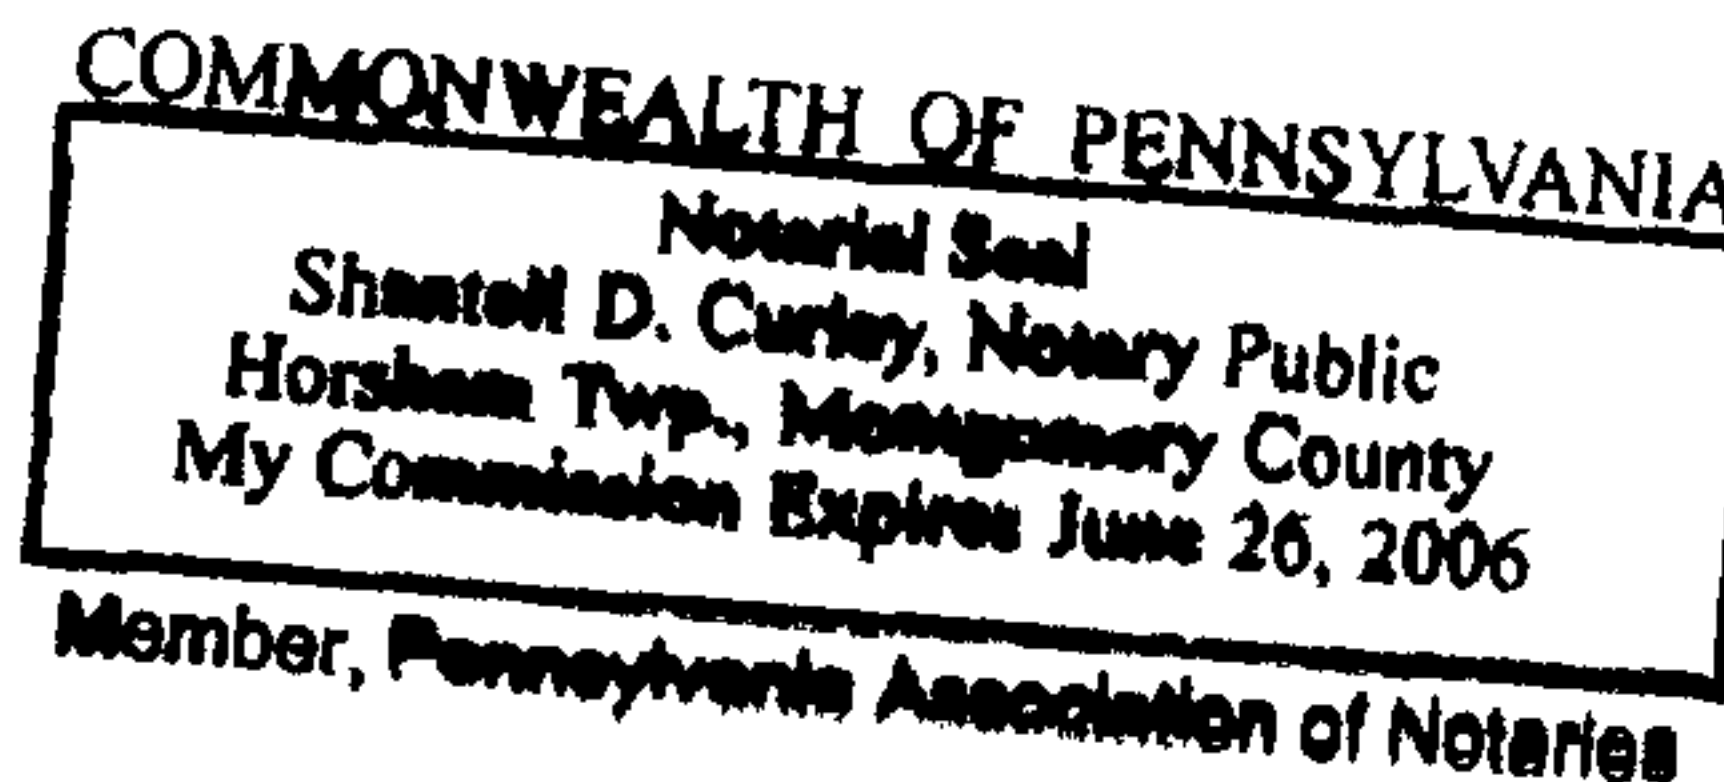 COMMONWEALTH OF PENNSYLVANIA
Notarial Seal
Shantell D. Curley, Notary Public
Horsham Twp., Montgomery County
My Commission Expires June 26, 2006
Member, Pennsylvania Association of Notaries